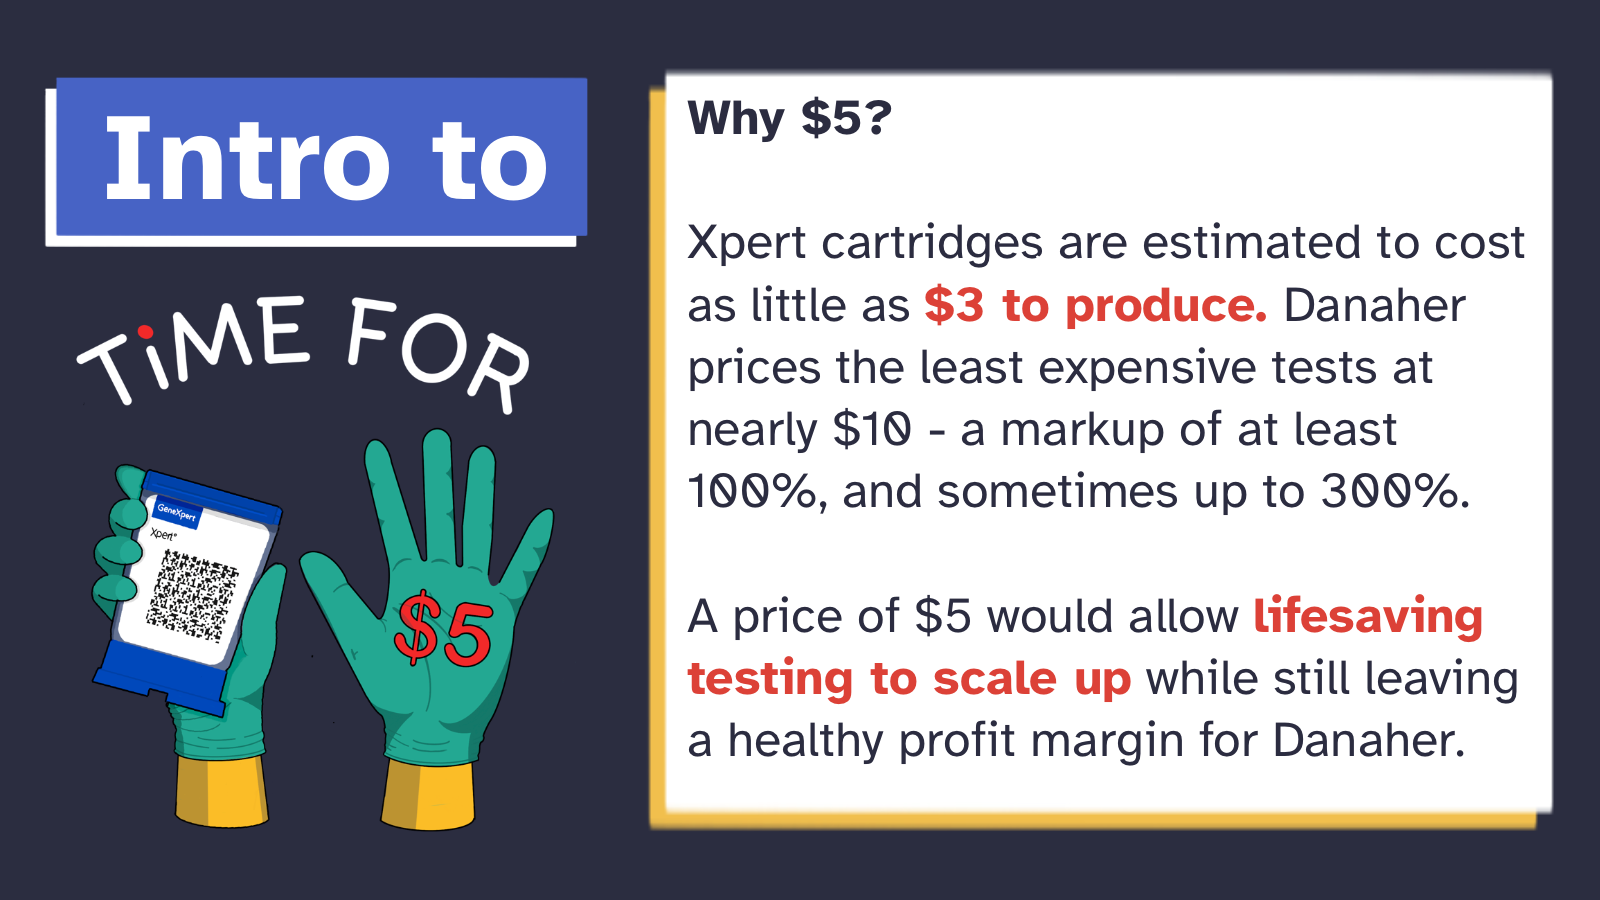 Intro to
TiME FOR
GeneXpert
Xpert®
$5
Why $5?
Xpert cartridges are estimated to cost
as little as $3 to produce. Danaher
prices the least expensive tests at
nearly $10 - a markup of at least
100%, and sometimes up to 300%.
A price of $5 would allow lifesaving
testing to scale up while still leaving
a healthy profit margin for Danaher.